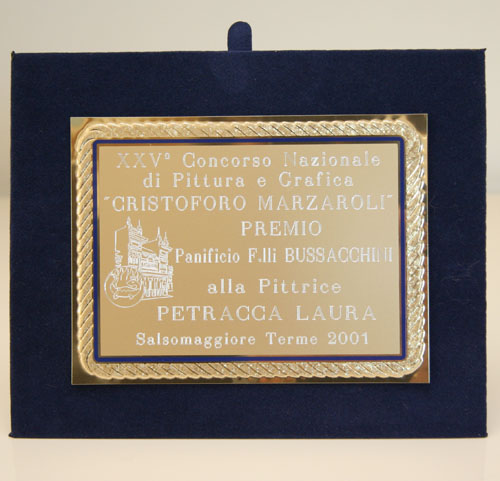 XXV° Concorso Nazionale
di Pittura e Grafica
"CRISTOFORO MARZAROLI"
PREMIO
Panificio F.lli BUSSACCHINI
alla Pittrice
PETRACCA LAURA
Salsomaggiore Terme 2001